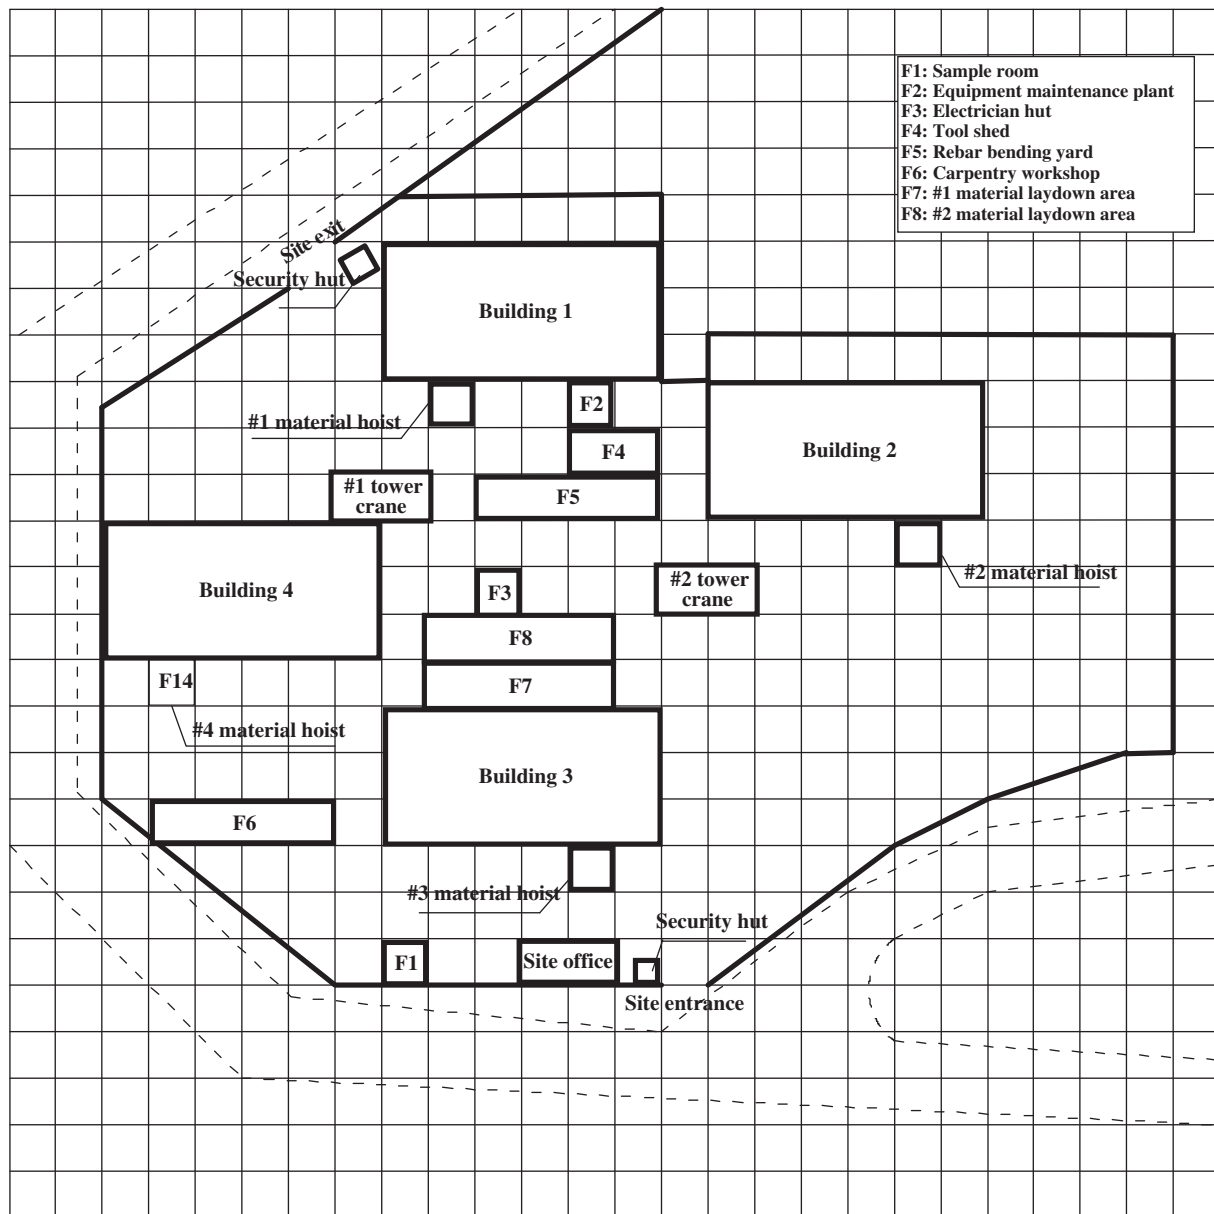 F1: Sample room
F2: Equipment maintenance plant
F3: Electrician hut
F4: Tool shed
F5: Rebar bending yard
F6: Carpentry workshop
F7: #1 material laydown area
F8: #2 material laydown area
Site exit
Security hut
Building 1
#1 material hoist
F2
F4
Building 2
#1 tower
crane
F5
Building 4
F3
#2 tower
crane
#2 material hoist
F8
F14
F7
#4 material hoist
Building 3
F6
#3 material hoist
Security hut
F1
Site office
Site entrance